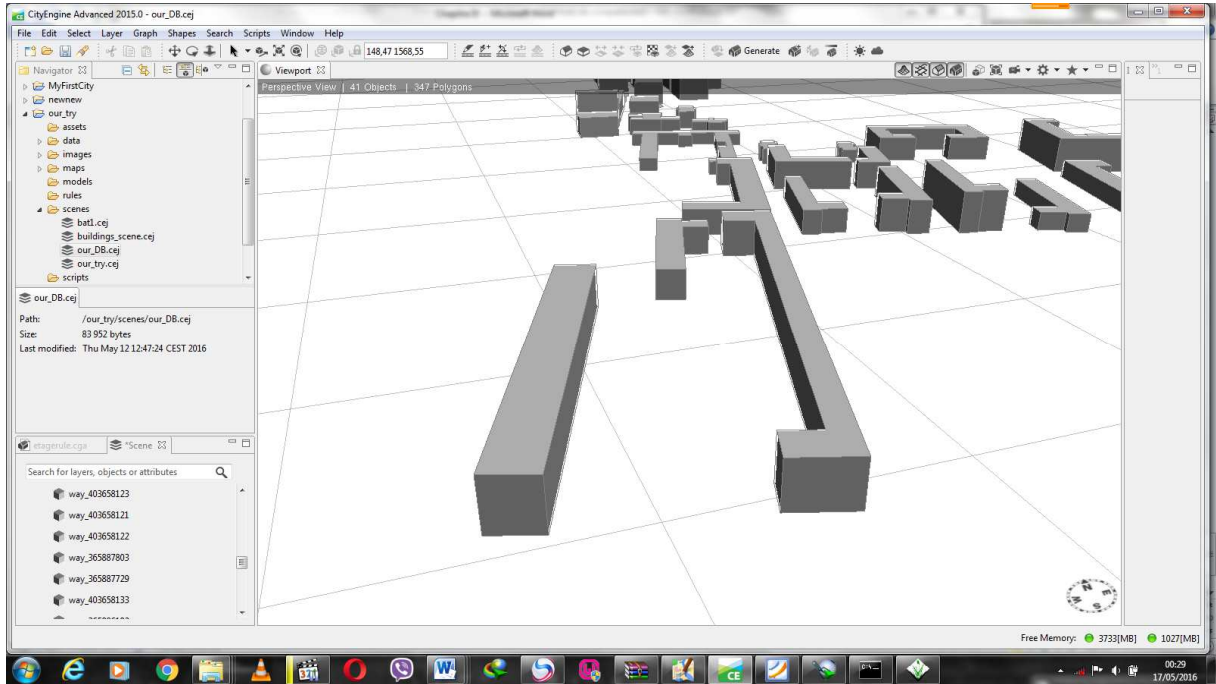 CityEngine Advanced 2015.0 - our_DB.cej
File Edit Select Layer Graph Shapes Search Scripts Window Help
148,47 1568,55
Generate
Navigator
Viewport
MyFirstCity
newnew
our_try
assets
data
images
maps
models
rules
scenes
bat1.cej
buildings_scene.cej
our_DB.cej
our_try.cej
scripts
Perspective View | 41 Objects | 347 Polygons
our_DB.cej
Path: /our_try/scenes/our_DB.cej
Size: 83 952 bytes
Last modified: Thu May 12 12:47:24 CEST 2016
etagerule.cga
*Scene
Search for layers, objects or attributes
way_403658123
way_403658121
way_403658122
way_365887803
way_365887729
way_403658133
N
E
S
W
Free Memory: 3733[MB] 1027[MB]
321
W
CE
00:29
17/05/2016